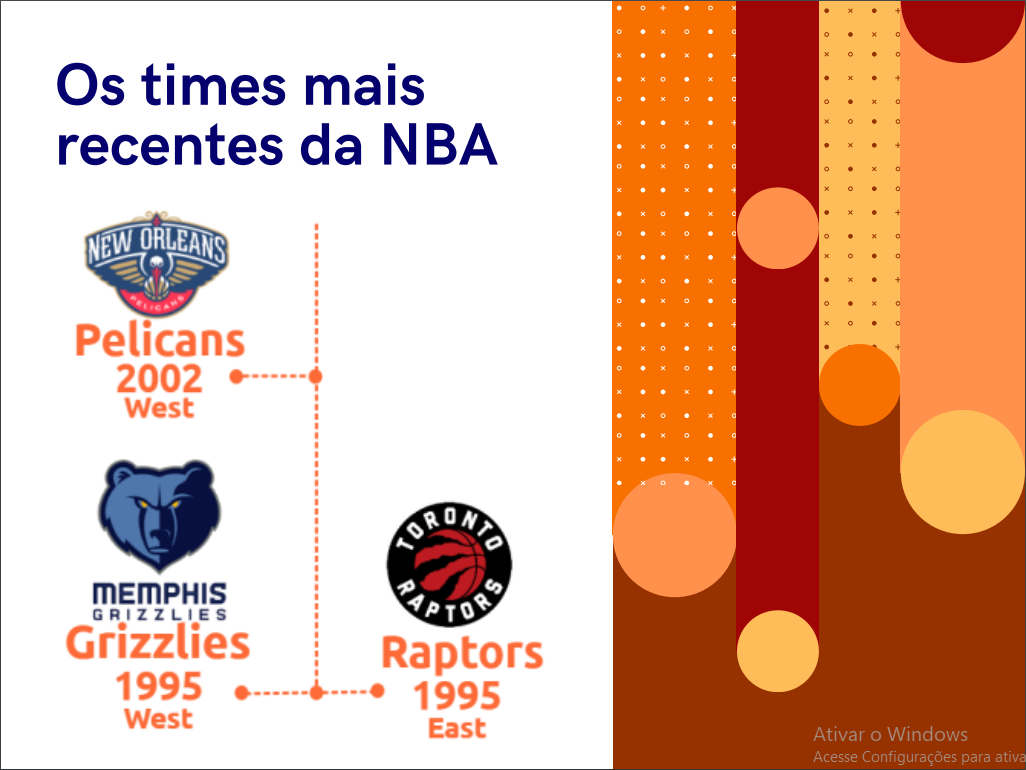 Os times mais
recentes da NBA
NEW ORLEANS
PELICANS
Pelicans
2002
West
MEMPHIS
GRIZZLIES
Grizzlies
1995
West
TORONTO
RAPTORS
Raptors
1995
East
Ativar o Windows
Acesse Configurações para ativa